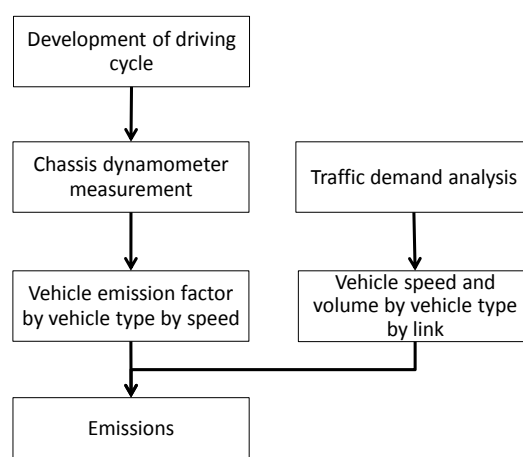 Development of driving
cycle
Chassis dynamometer
measurement
Traffic demand analysis
Vehicle emission factor
by vehicle type by speed
Vehicle speed and
volume by vehicle type
by link
Emissions